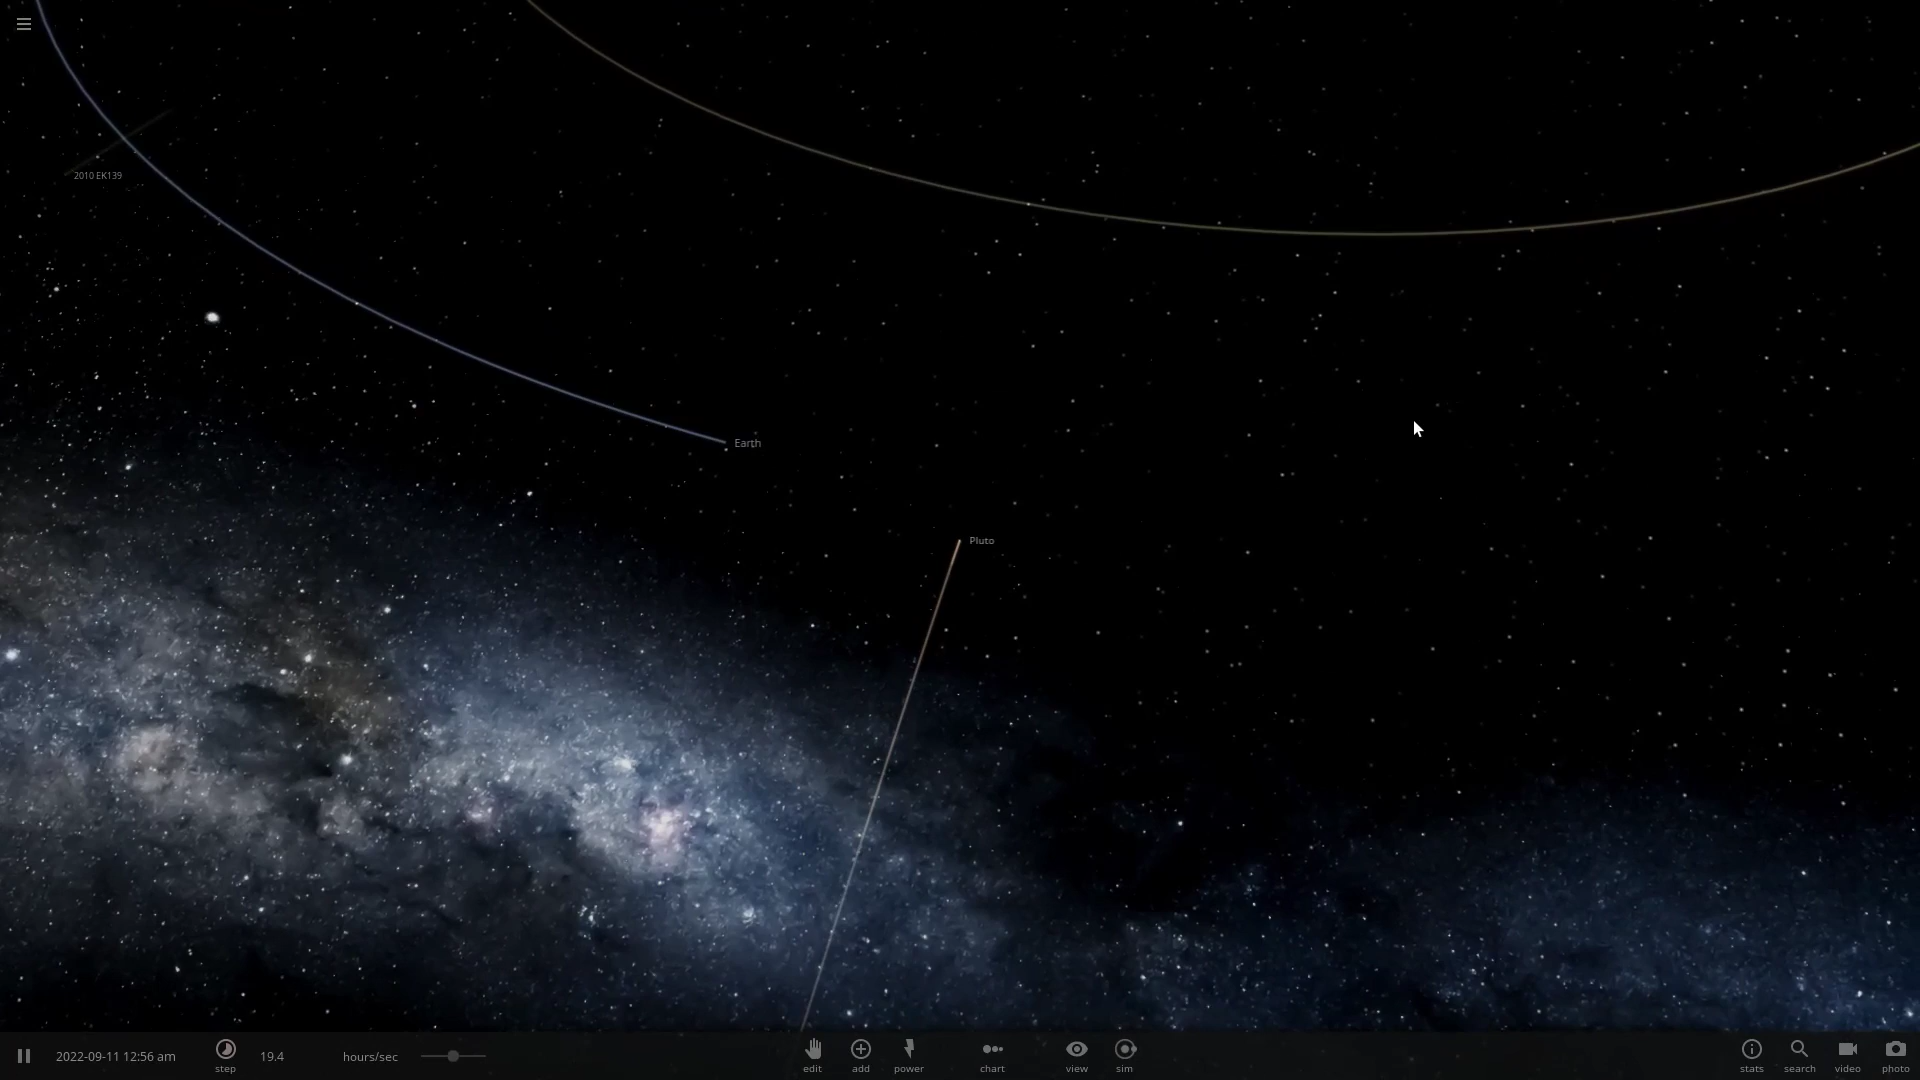 2010 EK139
Earth
Pluto
2022-09-11 12:56 am
step
19.4
hours/sec
edit
add
power
chart
view
sim
stats
search
video
photo